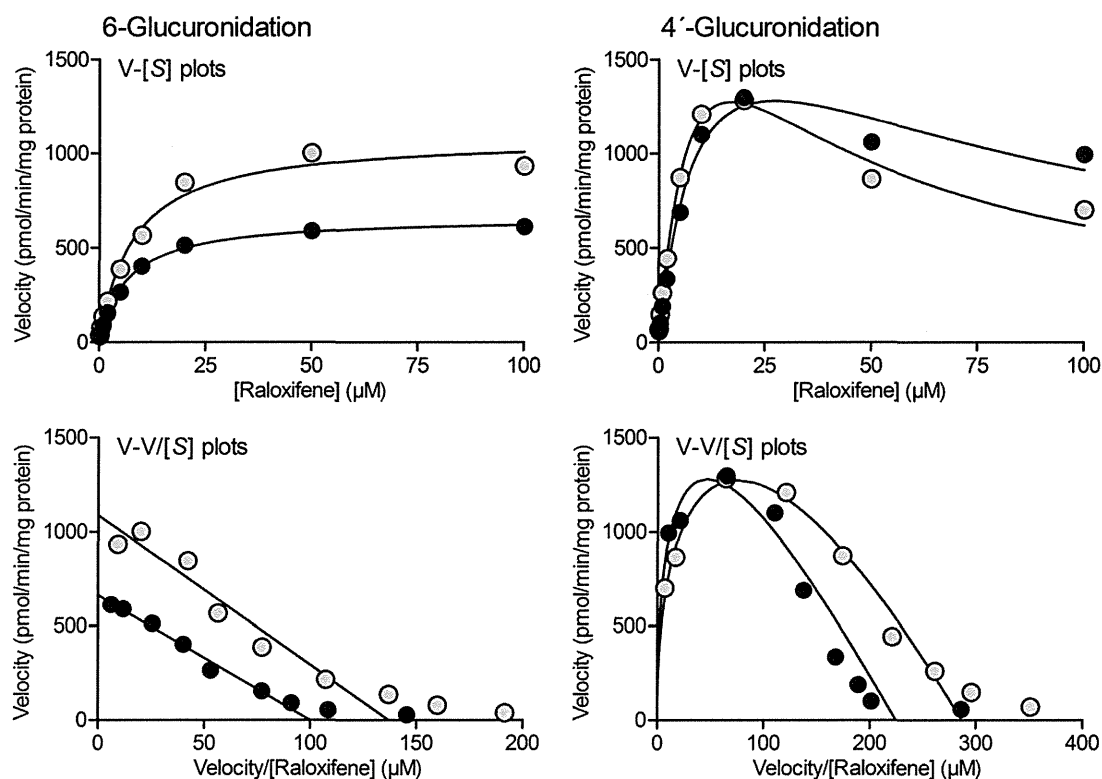 6-Glucuronidation
4´-Glucuronidation
V-[S] plots
1500
1000
500
0
Velocity (pmol/min/mg protein)
0 25 50 75 100
[Raloxifene] (µM)
V-[S] plots
1500
1000
500
0
Velocity (pmol/min/mg protein)
0 25 50 75 100
[Raloxifene] (µM)
V-V/[S] plots
1500
1000
500
0
Velocity (pmol/min/mg protein)
0 50 100 150 200
Velocity/[Raloxifene] (µM)
V-V/[S] plots
1500
1000
500
0
Velocity (pmol/min/mg protein)
0 100 200 300 400
Velocity/[Raloxifene] (µM)